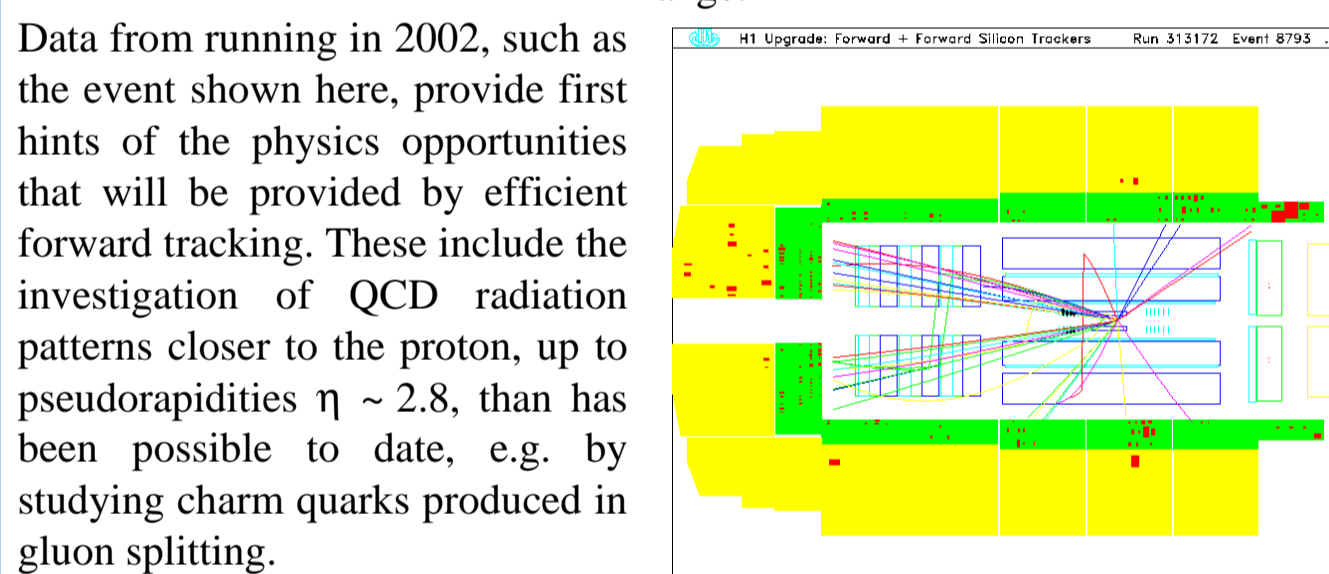 Data from running in 2002, such as
the event shown here, provide first
hints of the physics opportunities
that will be provided by efficient
forward tracking. These include the
investigation of QCD radiation
patterns closer to the proton, up to
pseudorapidities η ~ 2.8, than has
been possible to date, e.g. by
studying charm quarks produced in
gluon splitting.
H1 Upgrade: Forward + Forward Silicon Trackers Run 313172 Event 8793